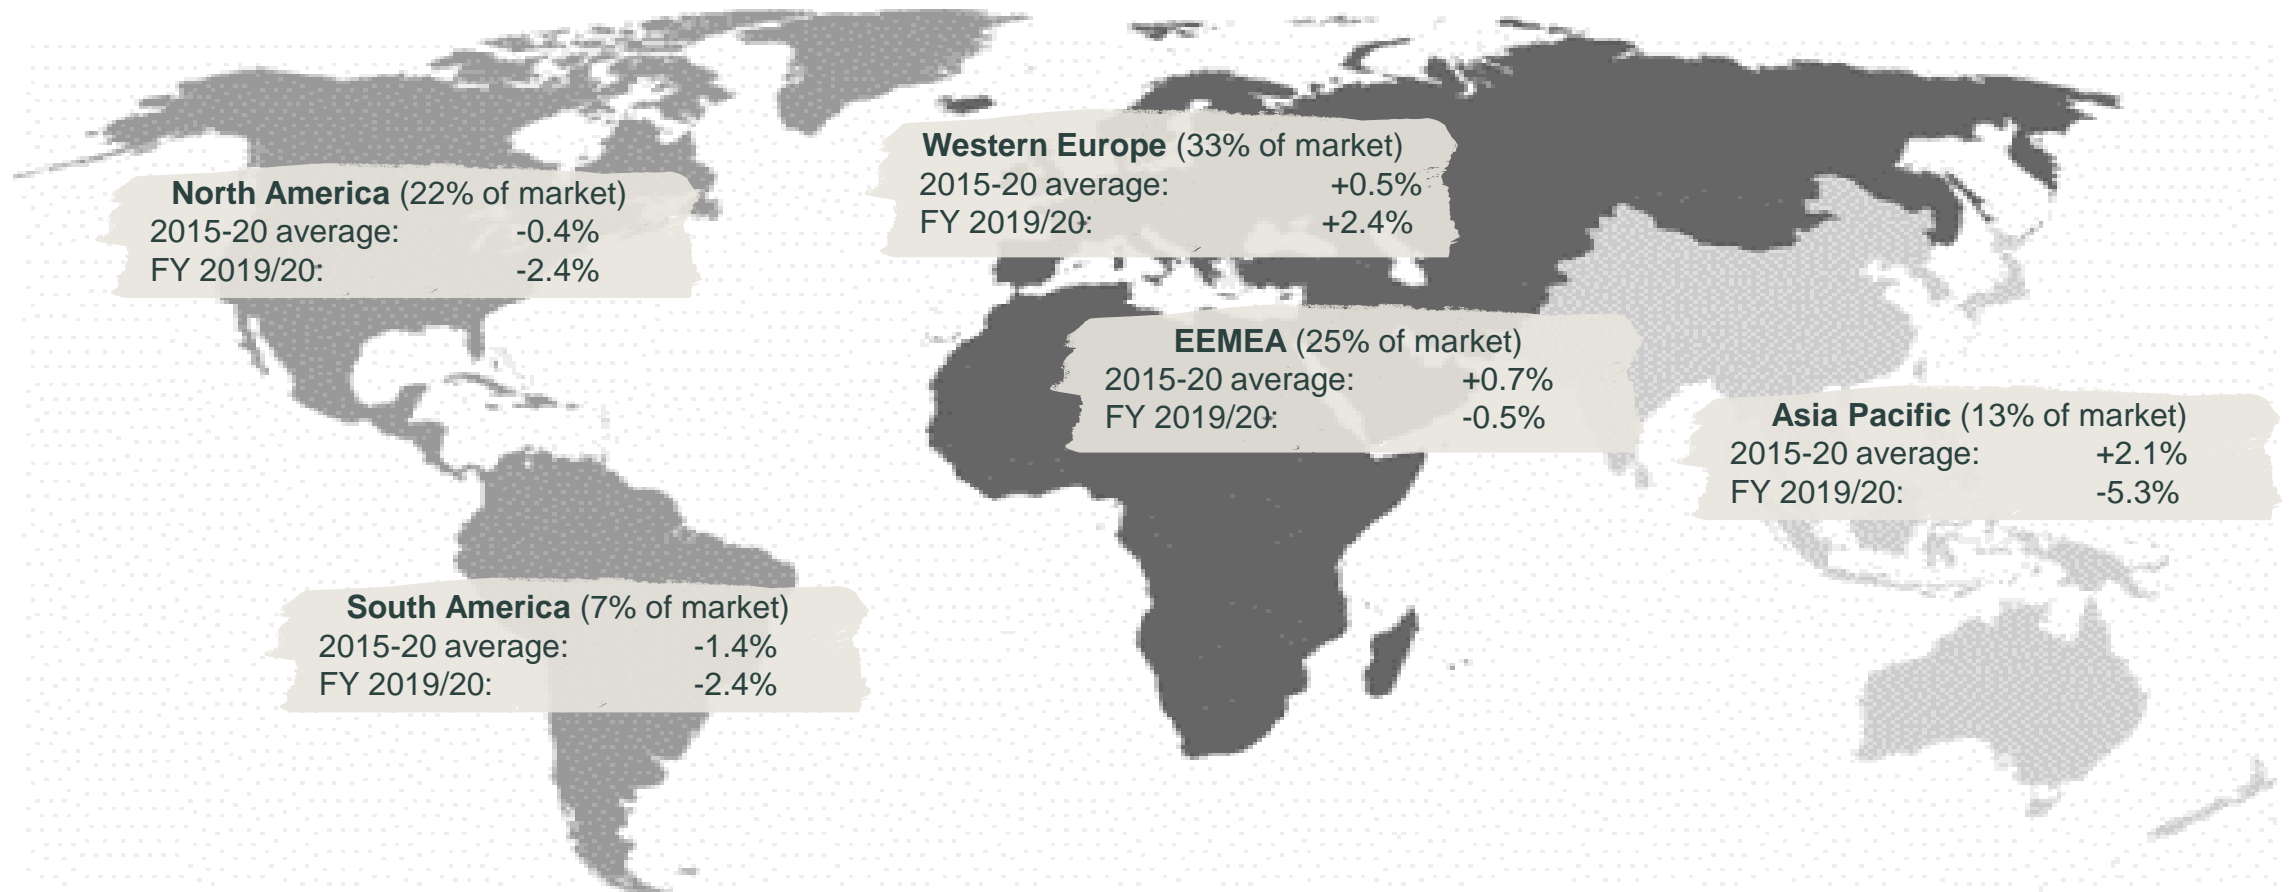 Western Europe (33% of market)
2015-20 average: +0.5%
FY 2019/20: +2.4%
North America (22% of market)
2015-20 average: -0.4%
FY 2019/20: -2.4%
EEMEA (25% of market)
2015-20 average: +0.7%
FY 2019/20: -0.5%
Asia Pacific (13% of market)
2015-20 average: +2.1%
FY 2019/20: -5.3%
South America (7% of market)
2015-20 average: -1.4%
FY 2019/20: -2.4%